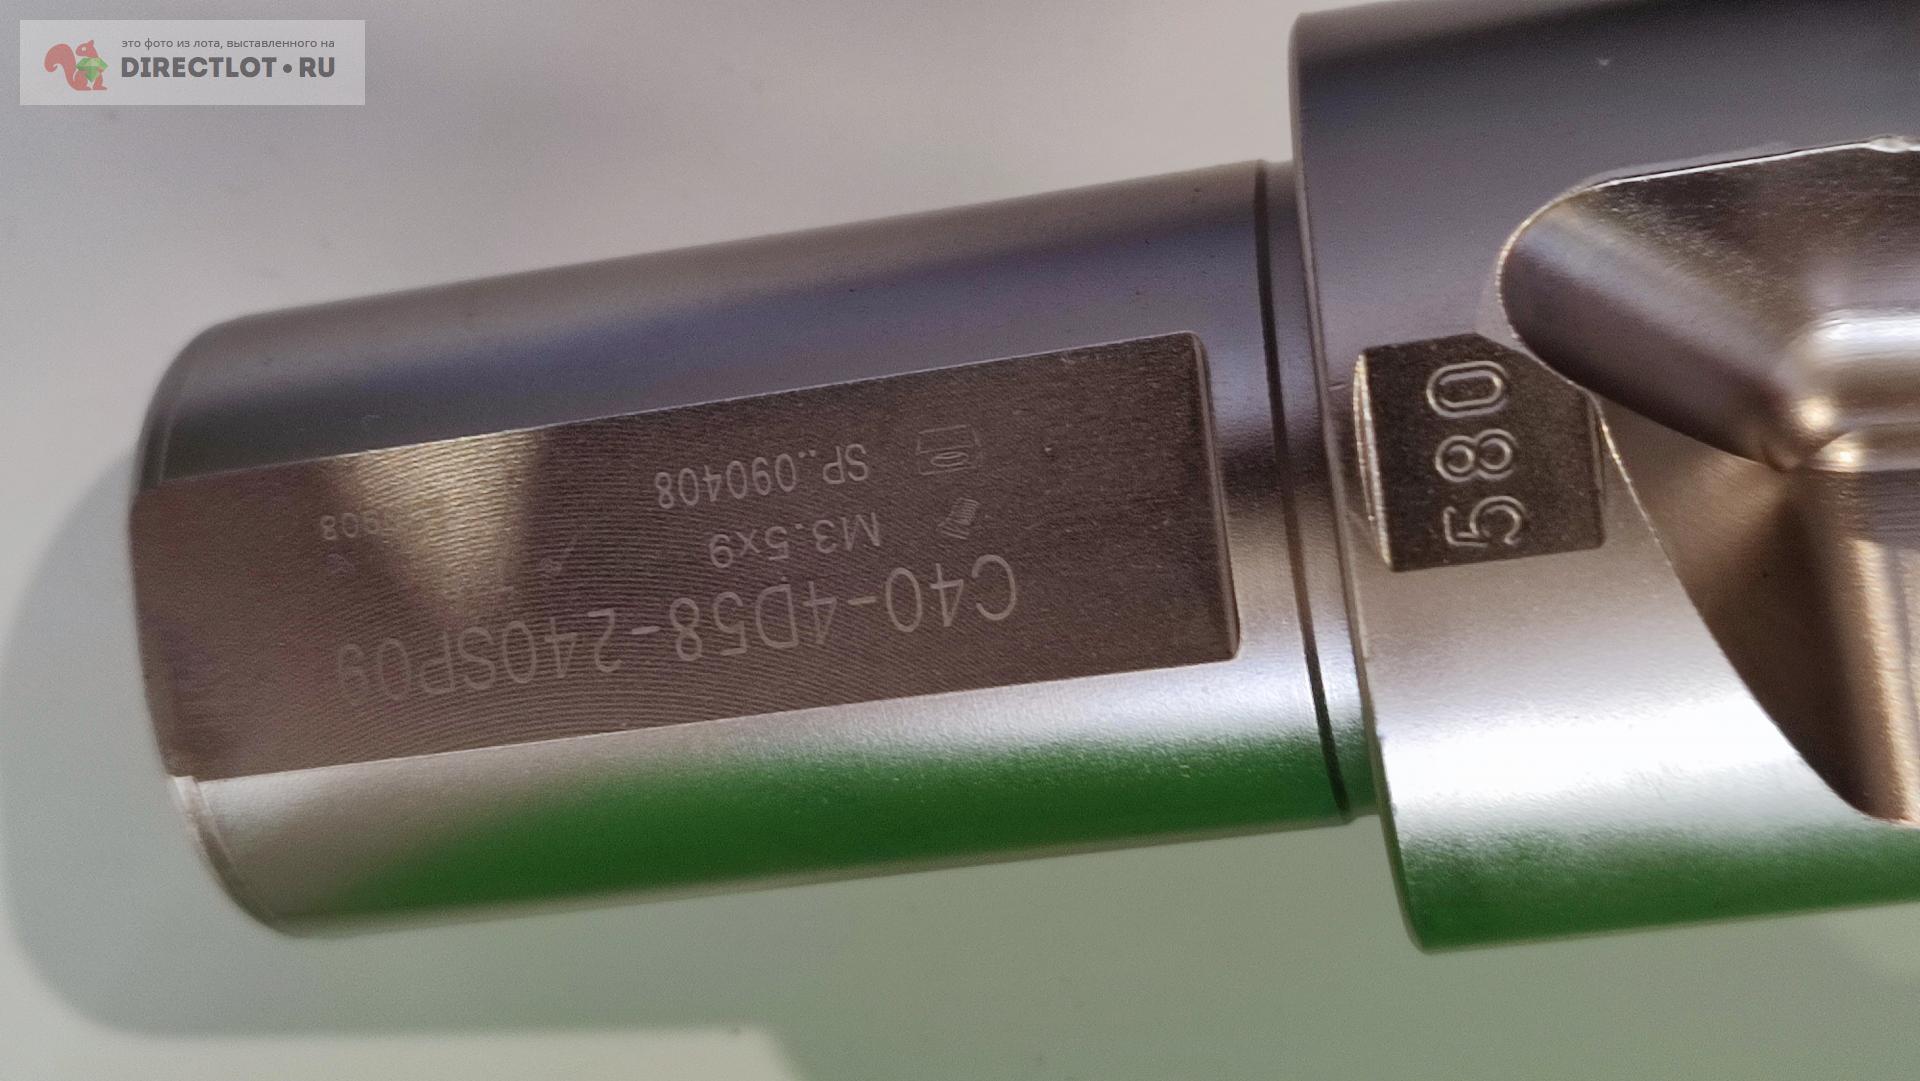 это фото из лота, выставленного на
DIRECTLOT•RU
C40-4D58-240SP09
M3.5x9
SP..090408
580